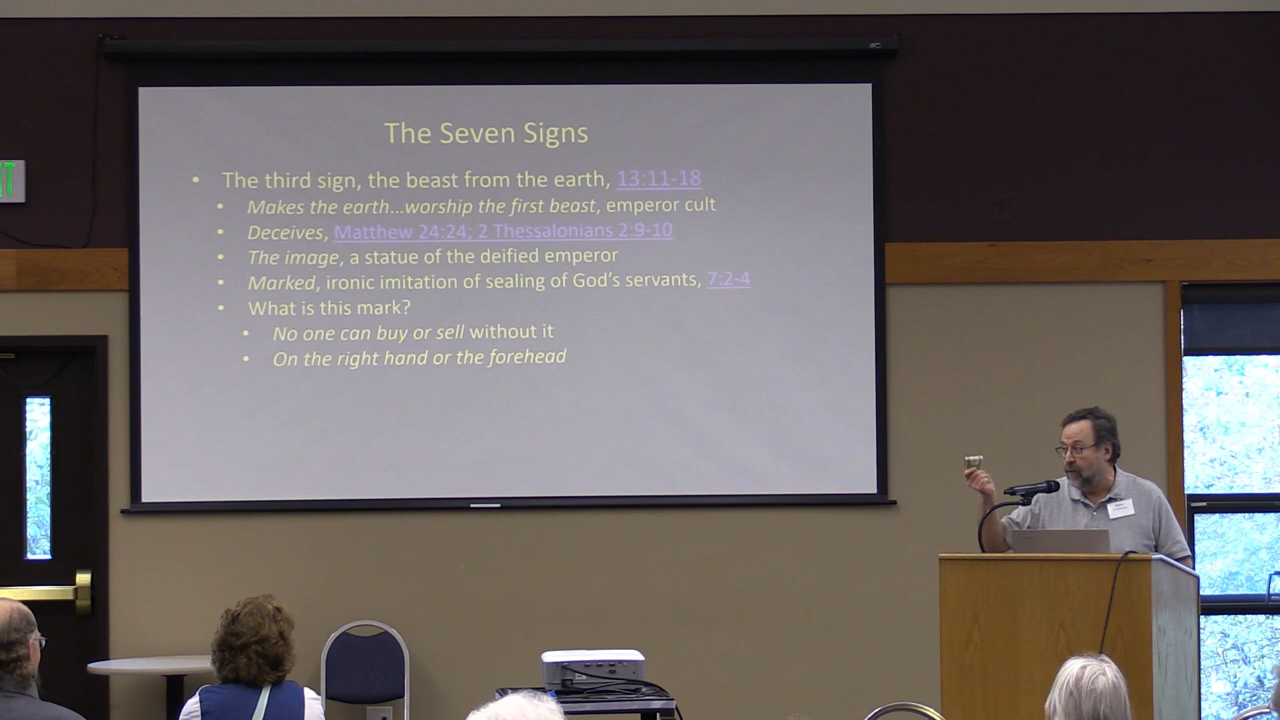 The Seven Signs
• The third sign, the beast from the earth, 13:11-18
• Makes the earth…worship the first beast, emperor cult
• Deceives, Matthew 24:24; 2 Thessalonians 2:9-10
• The image, a statue of the deified emperor
• Marked, ironic imitation of sealing of God's servants, 7:2-4
• What is this mark?
• No one can buy or sell without it
• On the right hand or the forehead